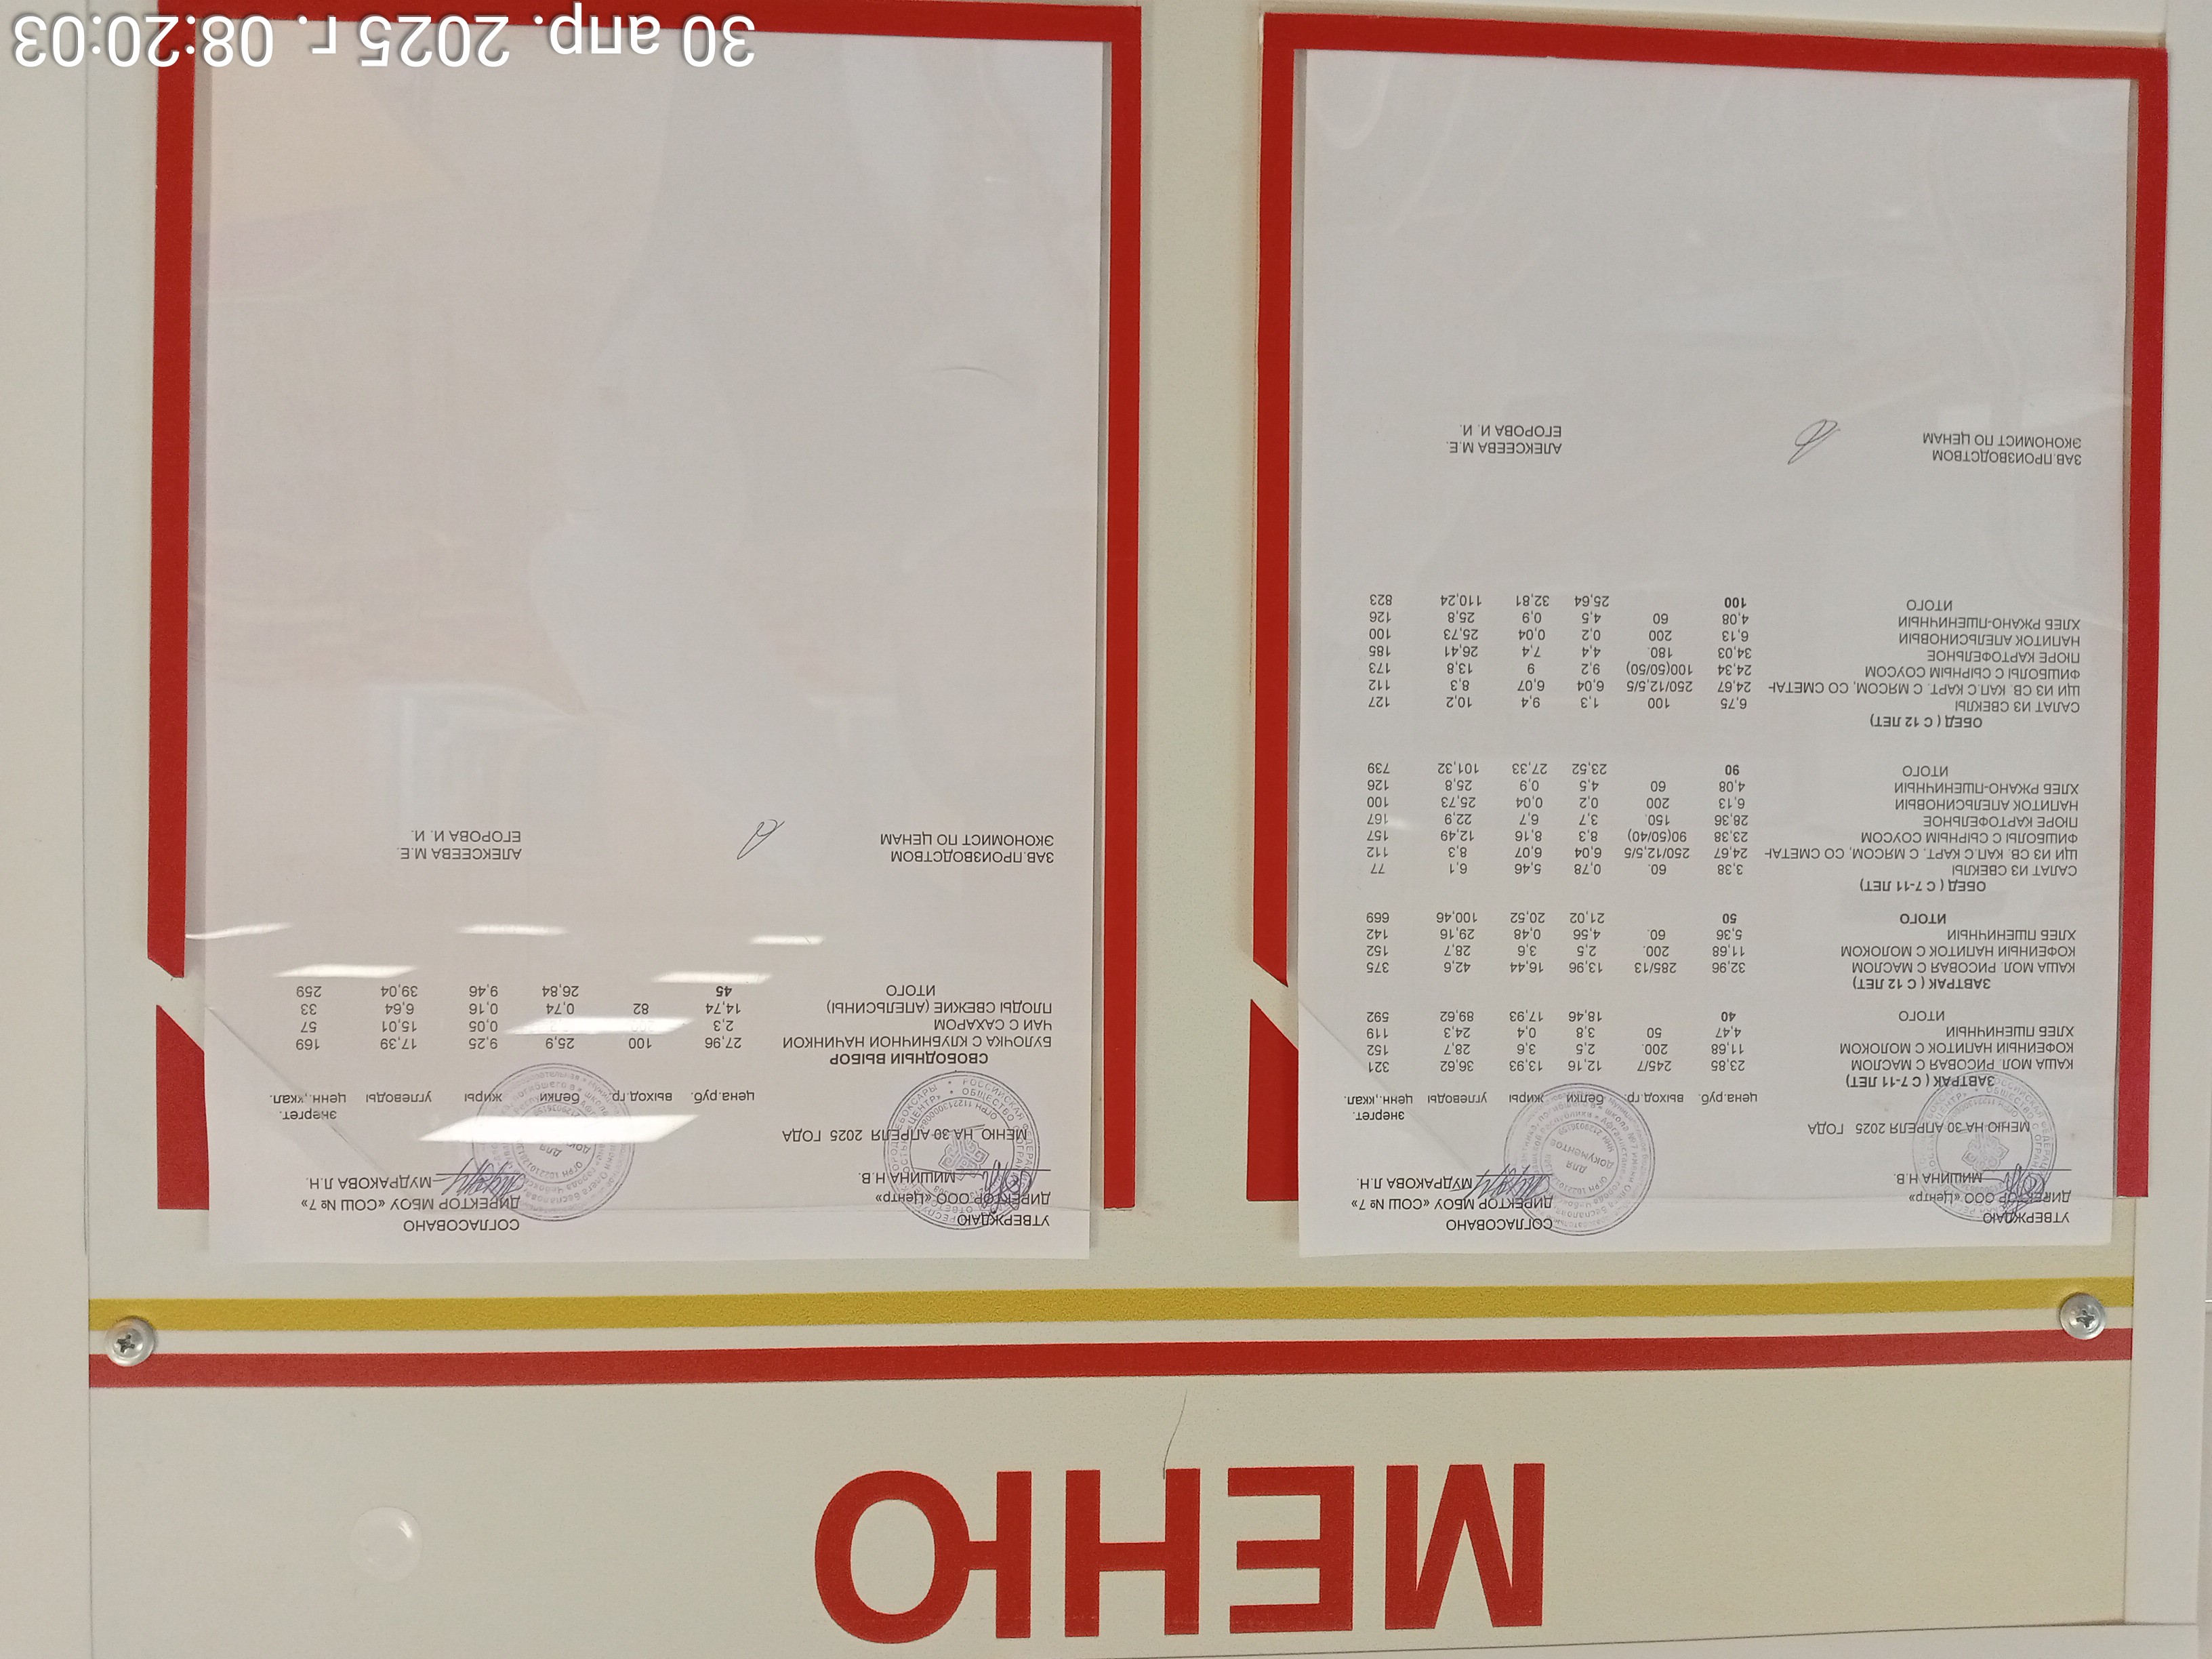 МЕНЮ
УТВЕРЖДАЮ
ДИРЕКТОР ООО «Центр»
МИШИНА Н.В.
СОГЛАСОВАНО
ДИРЕКТОР МБОУ «СОШ № 7»
МУДРАКОВА Л.Н.
МЕНЮ НА 30 АПРЕЛЯ 2025 ГОДА
цена.руб. выход.гр. белки жиры углеводы энергет. ценн.,ккал.
ЗАВТРАК ( С 7-11 ЛЕТ)
КАША МОЛ. РИСОВАЯ С МАСЛОМ 23,85 245/7 12,16 13,93 36,62 321
КОФЕЙНЫЙ НАПИТОК С МОЛОКОМ 11,68 200. 2,5 3,6 28,7 152
ХЛЕБ ПШЕНИЧНЫЙ 4,47 50 3,8 0,4 24,3 119
ИТОГО 40 18,46 17,93 89,62 592
ЗАВТРАК ( С 12 ЛЕТ)
КАША МОЛ. РИСОВАЯ С МАСЛОМ 32,96 285/13 13,96 16,44 42,6 375
КОФЕЙНЫЙ НАПИТОК С МОЛОКОМ 11,68 200. 2,5 3,6 28,7 152
ХЛЕБ ПШЕНИЧНЫЙ 5,36 60. 4,56 0,48 29,16 142
ИТОГО 50 21,02 20,52 100,46 669
ОБЕД ( С 7-11 ЛЕТ)
САЛАТ ИЗ СВЕКЛЫ 3,38 60. 0,78 5,46 6,1 77
ЩИ ИЗ СВ. КАП.С КАРТ. С МЯСОМ, СО СМЕТАН 24,67 250/12,5/5 6,04 6,07 8,3 112
ФИШБОЛЫ С СЫРНЫМ СОУСОМ 23,38 90(50/40) 8,3 8,16 12,49 157
ПЮРЕ КАРТОФЕЛЬНОЕ 28,36 150. 3,7 6,7 22,9 167
НАПИТОК АПЕЛЬСИНОВЫЙ 6,13 200 0,2 0,04 25,73 100
ХЛЕБ РЖАНО-ПШЕНИЧНЫЙ 4,08 60 4,5 0,9 25,8 126
ИТОГО 90 23,52 27,33 101,32 739
ОБЕД ( С 12 ЛЕТ)
САЛАТ ИЗ СВЕКЛЫ 6,75 100 1,3 9,4 10,2 127
ЩИ ИЗ СВ. КАП.С КАРТ. С МЯСОМ, СО СМЕТАН 24,67 250/12,5/5 6,04 6,07 8,3 112
ФИШБОЛЫ С СЫРНЫМ СОУСОМ 24,34 100(50/50) 9,2 9 13,8 173
ПЮРЕ КАРТОФЕЛЬНОЕ 34,03 180. 4,4 7,4 26,41 185
НАПИТОК АПЕЛЬСИНОВЫЙ 6,13 200 0,2 0,04 25,73 100
ХЛЕБ РЖАНО-ПШЕНИЧНЫЙ 4,08 60 4,5 0,9 25,8 126
ИТОГО 100 25,64 32,81 110,24 823
ЗАВ.ПРОИЗВОДСТВОМ АЛЕКСЕЕВА М.Е.
ЭКОНОМИСТ ПО ЦЕНАМ ЕГОРОВА И. И.
УТВЕРЖДАЮ
ДИРЕКТОР ООО «Центр»
МИШИНА Н.В.
СОГЛАСОВАНО
ДИРЕКТОР МБОУ «СОШ № 7»
МУДРАКОВА Л.Н.
МЕНЮ НА 30 АПРЕЛЯ 2025 ГОДА
цена.руб. выход.гр. белки жиры углеводы энергет. ценн.,ккал.
СВОБОДНЫЙ ВЫБОР
БУЛОЧКА С КЛУБНИЧНОЙ НАЧИНКОЙ 27,96 100 25,9 9,25 17,39 169
ЧАЙ С САХАРОМ 2,3 0,05 15,01 57
ПЛОДЫ СВЕЖИЕ (АПЕЛЬСИНЫ) 14,74 82 0,74 0,16 6,64 33
ИТОГО 45 26,84 9,46 39,04 259
ЗАВ.ПРОИЗВОДСТВОМ АЛЕКСЕЕВА М.Е.
ЭКОНОМИСТ ПО ЦЕНАМ ЕГОРОВА И. И.
30 апр. 2025 г. 08:20:03